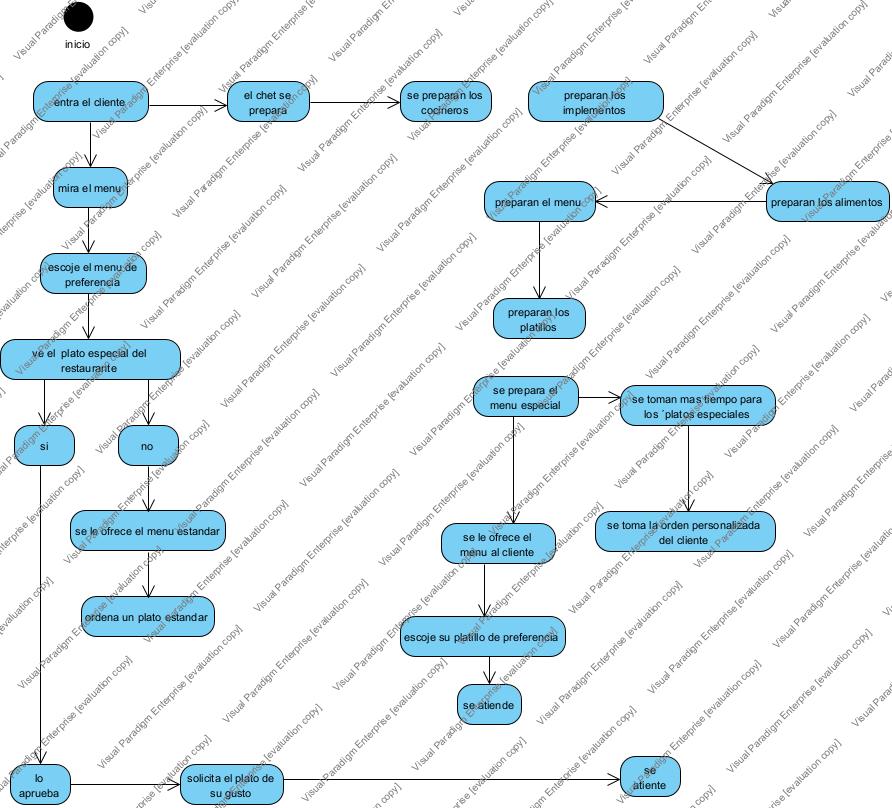 inicio
entra el cliente
el chet se
prepara
se preparan los
cocineros
preparan los
implementos
mira el menu
preparan el menu
preparan los alimentos
escoje el menu de
preferencia
preparan los
platillos
ve el plato especial del
restaurante
se prepara el
menu especial
se toman mas tiempo para
los ´platos especiales
si
no
se le ofrece el menu estandar
se le ofrece el
menu al cliente
se toma la orden personalizada
del cliente
ordena un plato estandar
escoje su platillo de preferencia
se atiende
lo
aprueba
solicita el plato de
su gusto
se
atiente
Visual Paradigm Enterprise [evaluation copy]